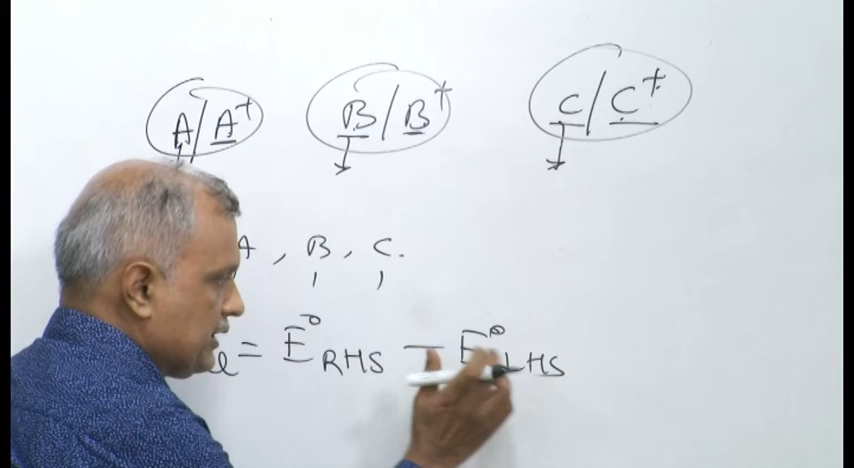 A/A⁺ B/B⁺ C/C⁺
A, B, C.
l = E° RHS - E° LHS